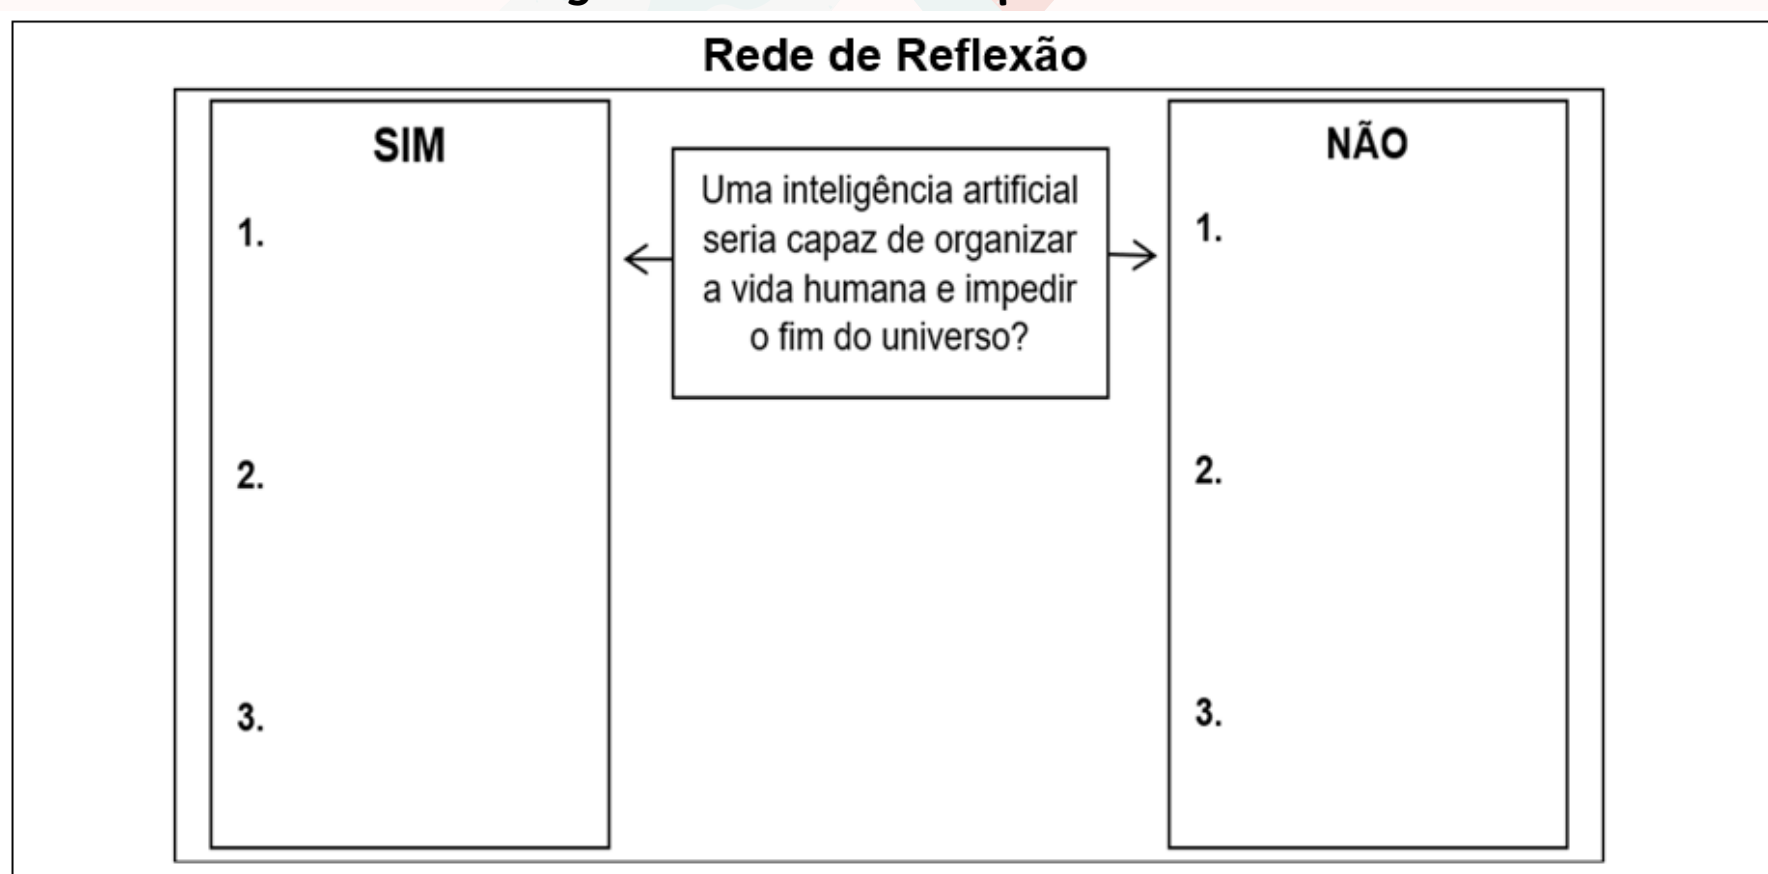 Rede de Reflexão
SIM
1.
2.
3.
Uma inteligência artificial
seria capaz de organizar
a vida humana e impedir
o fim do universo?
NÃO
1.
2.
3.